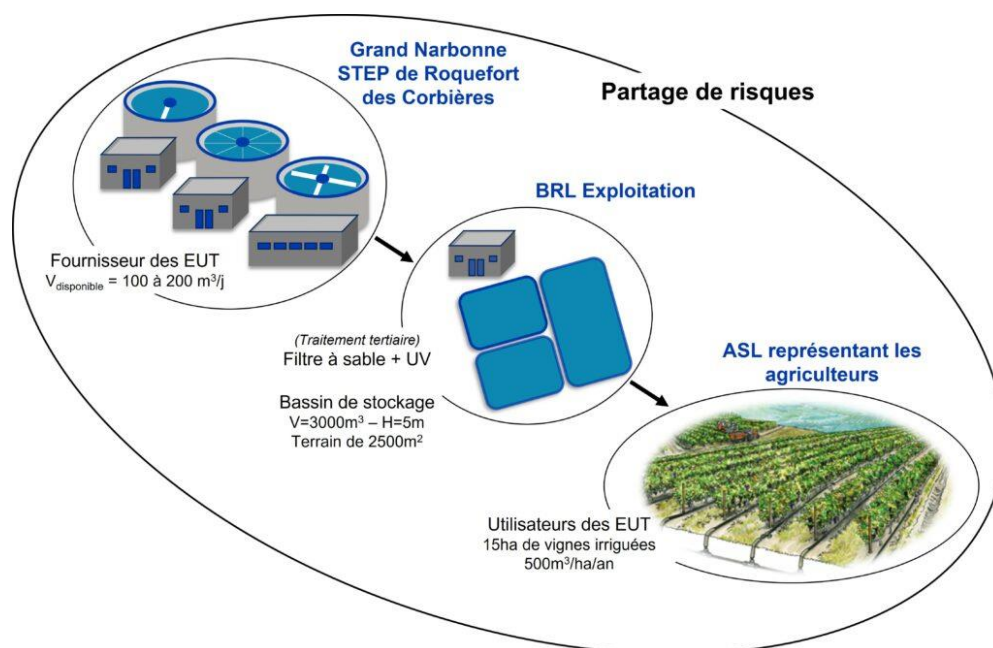 Grand Narbonne
STEP de Roquefort
des Corbières
Partage de risques
Fournisseur des EUT
V_disponible = 100 à 200 m³/j
BRL Exploitation
(Traitement tertiaire)
Filtre à sable + UV
Bassin de stockage
V=3000m³ – H=5m
Terrain de 2500m²
ASL représentant les
agriculteurs
Utilisateurs des EUT
15ha de vignes irriguées
500m³/ha/an